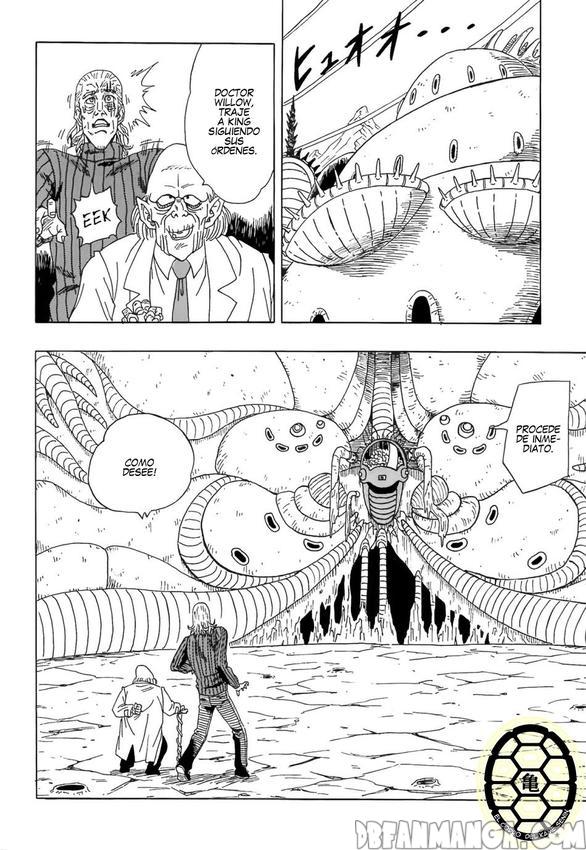 ヒュオオ・・・
DOCTOR
WILLOW,
TRAJE
A KING
SIGUIENDO
SUS
ÓRDENES.
EEK
PROCEDE
DE INME-
DIATO.
COMO
DESEE!
亀
DBFANMANGA.COM